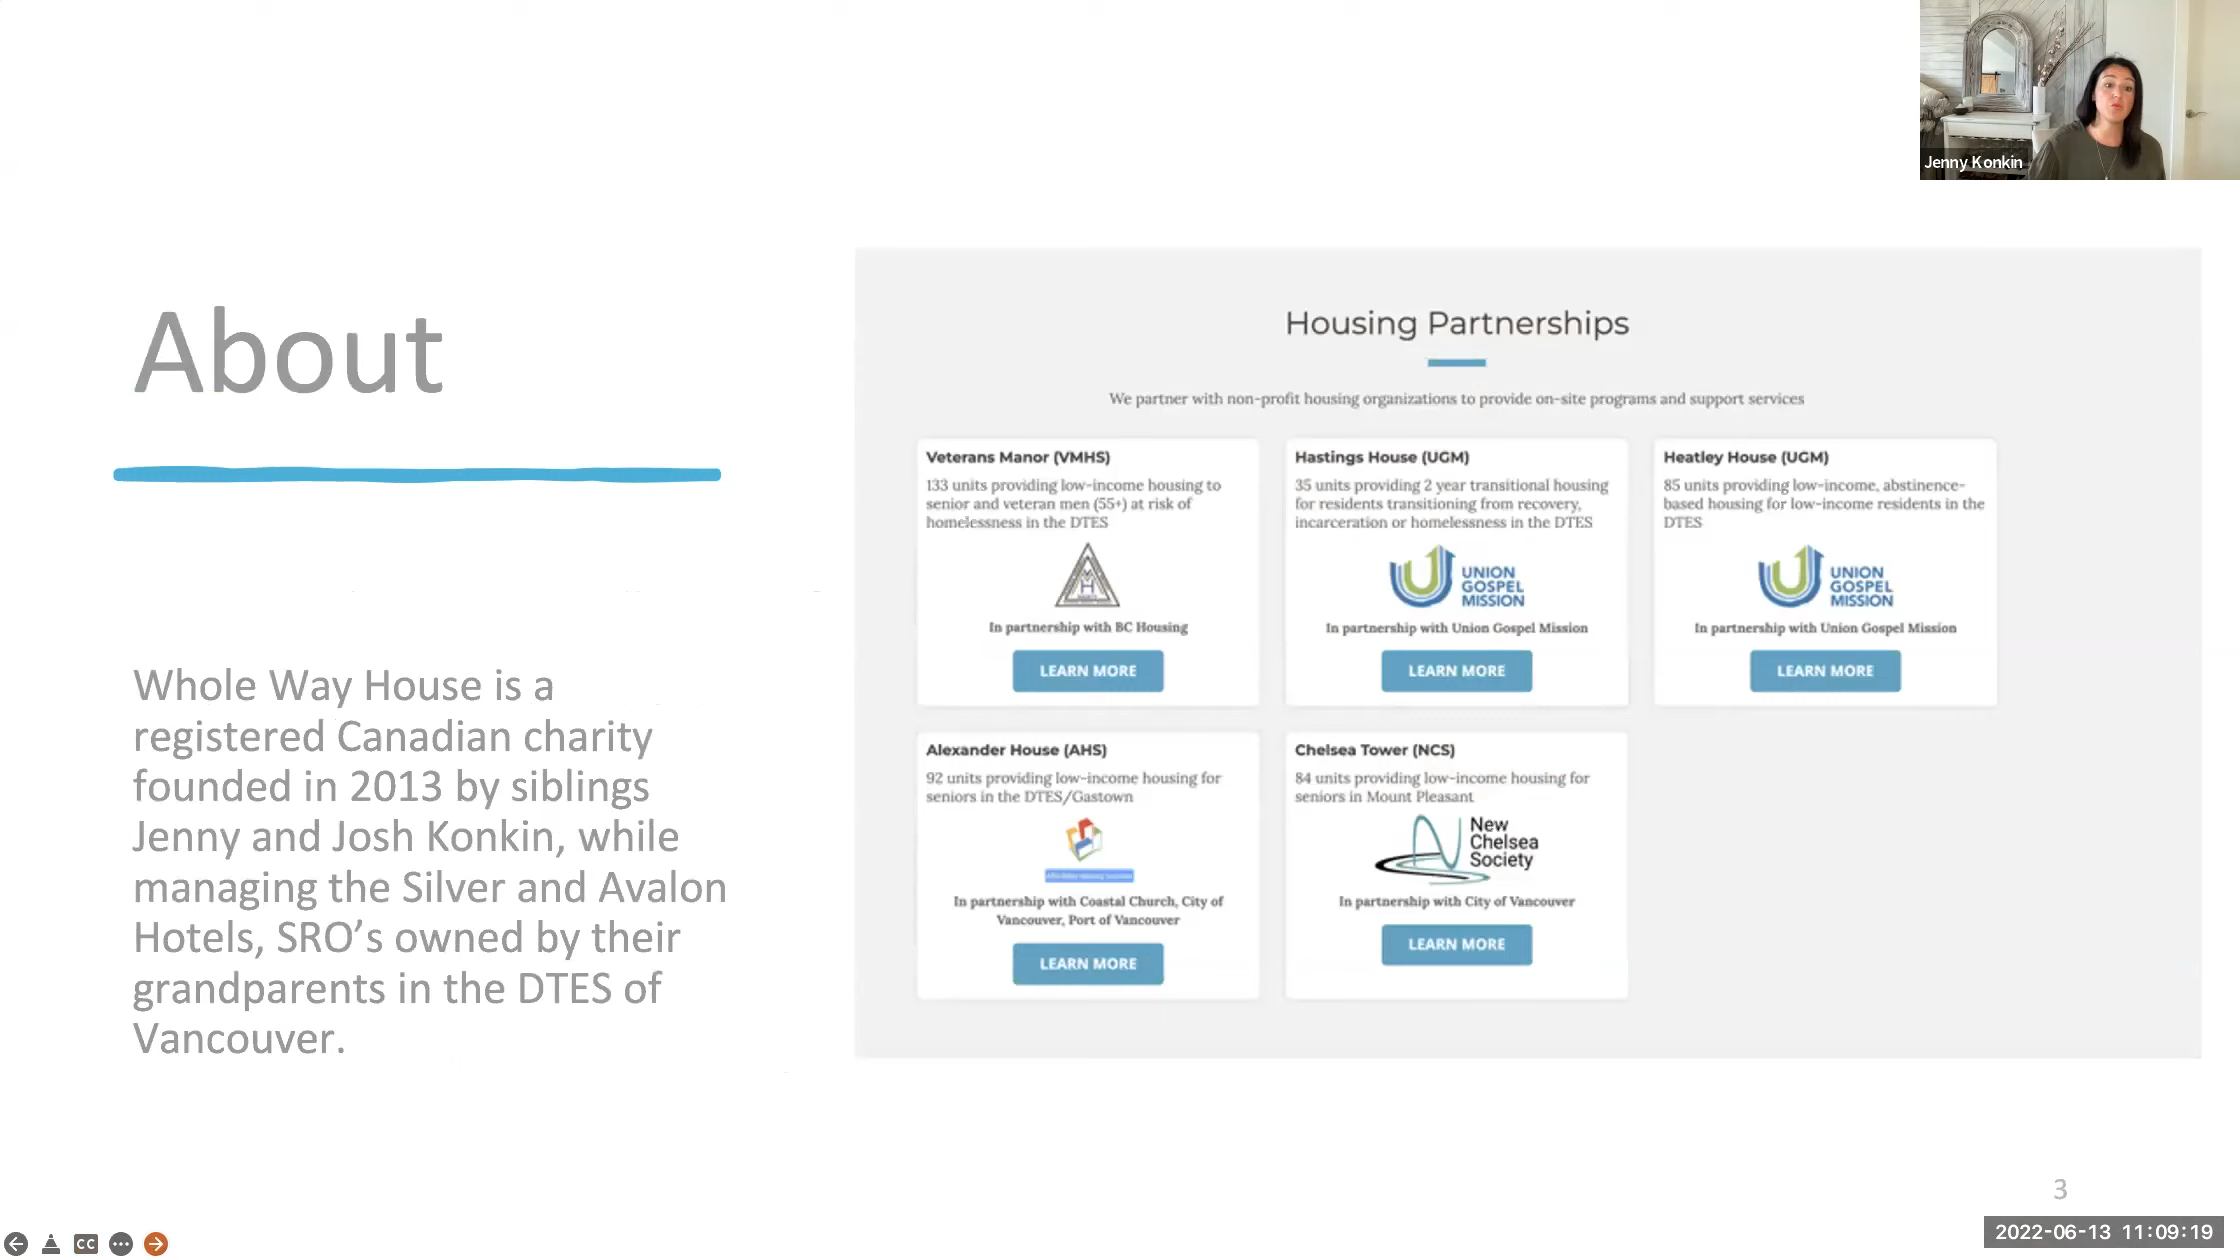 Jenny Konkin
About
Whole Way House is a
registered Canadian charity
founded in 2013 by siblings
Jenny and Josh Konkin, while
managing the Silver and Avalon
Hotels, SRO’s owned by their
grandparents in the DTES of
Vancouver.
Housing Partnerships
We partner with non-profit housing organizations to provide on-site programs and support services
Veterans Manor (VMHS)
133 units providing low-income housing to
senior and veteran men (55+) at risk of
homelessness in the DTES
In partnership with BC Housing
LEARN MORE
Hastings House (UGM)
35 units providing 2 year transitional housing
for residents transitioning from recovery,
incarceration or homelessness in the DTES
UNION
GOSPEL
MISSION
In partnership with Union Gospel Mission
LEARN MORE
Heatley House (UGM)
85 units providing low-income, abstinence-
based housing for low-income residents in the
DTES
UNION
GOSPEL
MISSION
In partnership with Union Gospel Mission
LEARN MORE
Alexander House (AHS)
92 units providing low-income housing for
seniors in the DTES/Gastown
In partnership with Coastal Church, City of
Vancouver, Port of Vancouver
LEARN MORE
Chelsea Tower (NCS)
84 units providing low-income housing for
seniors in Mount Pleasant
New
Chelsea
Society
In partnership with City of Vancouver
LEARN MORE
3
CC
2022-06-13 11:09:19